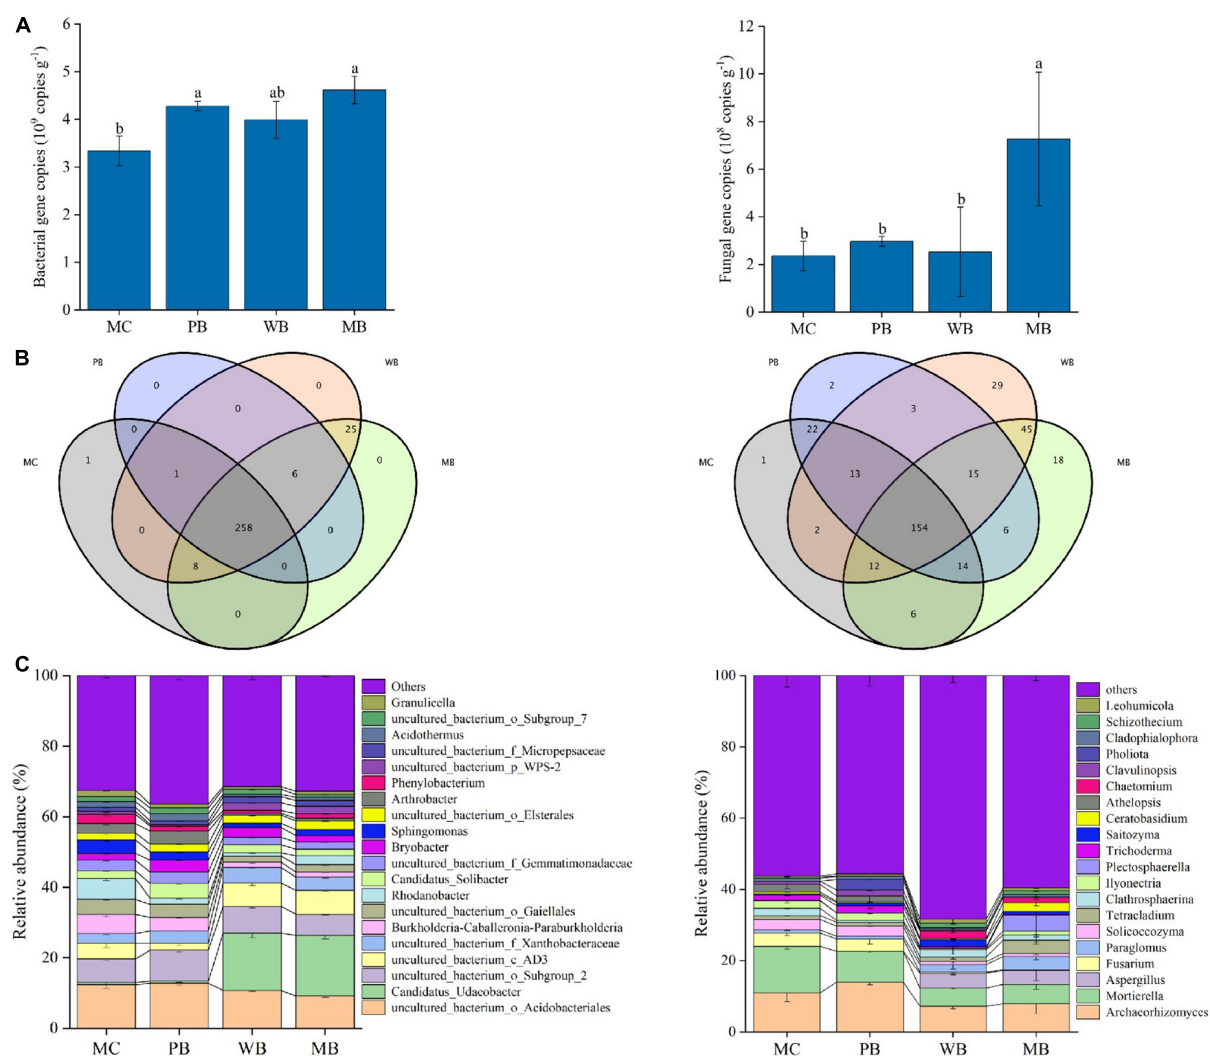 A
Bacterial gene copies (10⁹ copies g⁻¹)
6
5
4
3
2
1
0
b
a
ab
a
MC PB WB MB
Fungal gene copies (10⁸ copies g⁻¹)
12
10
8
6
4
2
0
b
b
b
a
MC PB WB MB
B
PB
WB
MC
MB
0
0
0
0
25
1
1
6
0
0
258
0
8
0
0
PB
WB
MC
MB
2
29
3
22
45
1
13
15
18
2
154
6
12
14
6
C
Relative abundance (%)
100
80
60
40
20
0
MC PB WB MB
Others
Granulicella
uncultured_bacterium_o_Subgroup_7
Acidothermus
uncultured_bacterium_f_Micropepsaceae
uncultured_bacterium_p_WPS-2
Phenylobacterium
Arthrobacter
uncultured_bacterium_o_Elsterales
Sphingomonas
Bryobacter
uncultured_bacterium_f_Gemmatimonadaceae
Candidatus_Solibacter
Rhodanobacter
uncultured_bacterium_o_Gaiellales
Burkholderia-Caballeronia-Paraburkholderia
uncultured_bacterium_f_Xanthobacteraceae
uncultured_bacterium_c_AD3
uncultured_bacterium_o_Subgroup_2
Candidatus_Udaeobacter
uncultured_bacterium_o_Acidobacteriales
Relative abundance (%)
100
80
60
40
20
0
MC PB WB MB
others
Leohumicola
Schizothecium
Cladophialophora
Pholiota
Clavulinopsis
Chaetomium
Athelopsis
Ceratobasidium
Saitozyma
Trichoderma
Plectosphaerella
Ilyonectria
Clathrosphaerina
Tetracladium
Solicoccozyma
Paraglomus
Fusarium
Aspergillus
Mortierella
Archaeorhizomyces